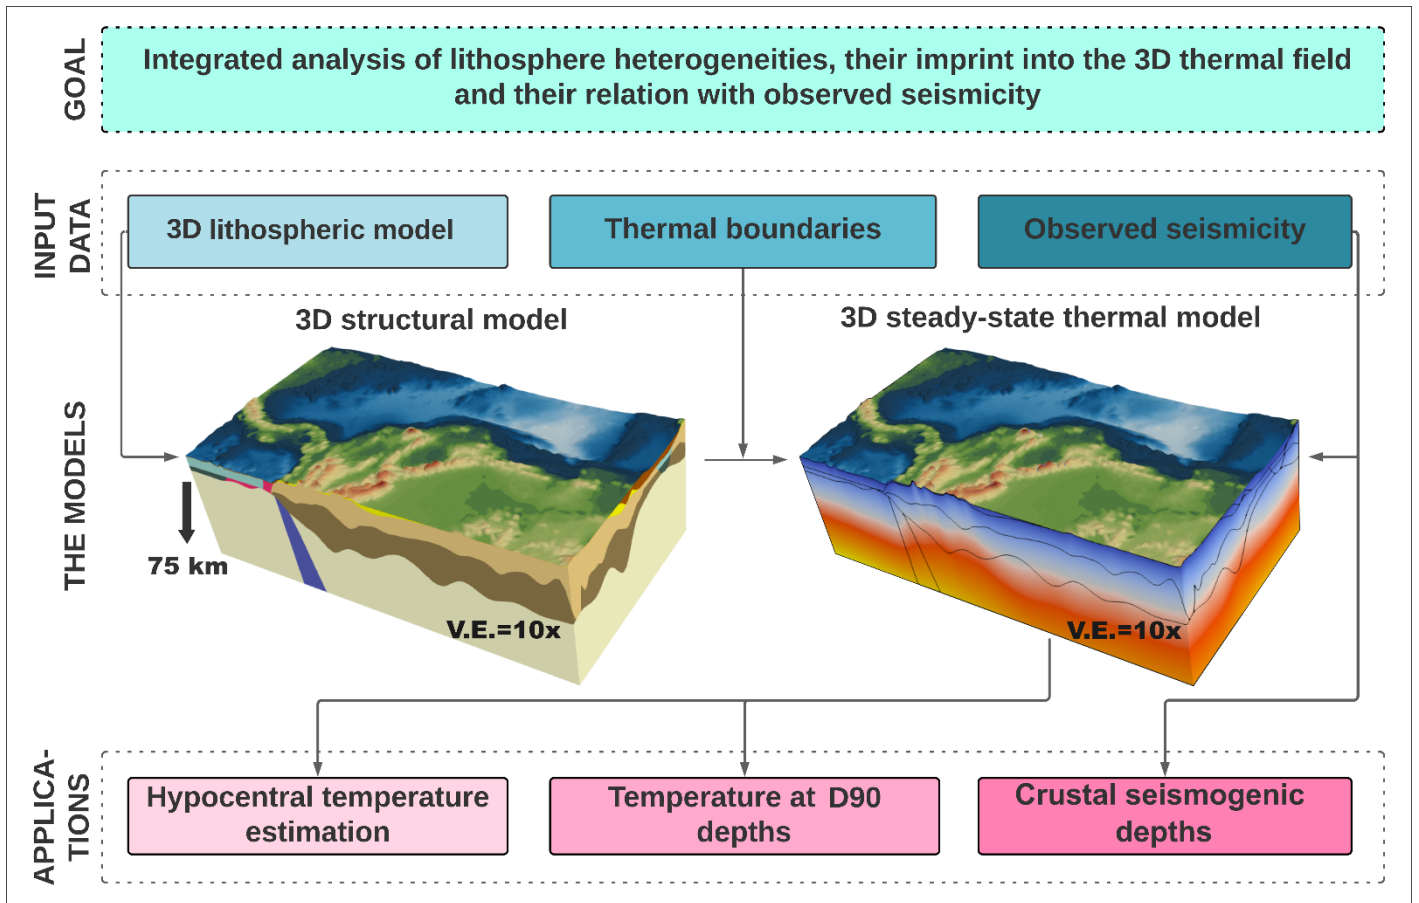 GOAL
Integrated analysis of lithosphere heterogeneities, their imprint into the 3D thermal field
and their relation with observed seismicity
INPUT
DATA
3D lithospheric model
Thermal boundaries
Observed seismicity
THE MODELS
3D structural model
3D steady-state thermal model
75 km
V.E.=10x
V.E.=10x
APPLICA-
TIONS
Hypocentral temperature
estimation
Temperature at D90
depths
Crustal seismogenic
depths